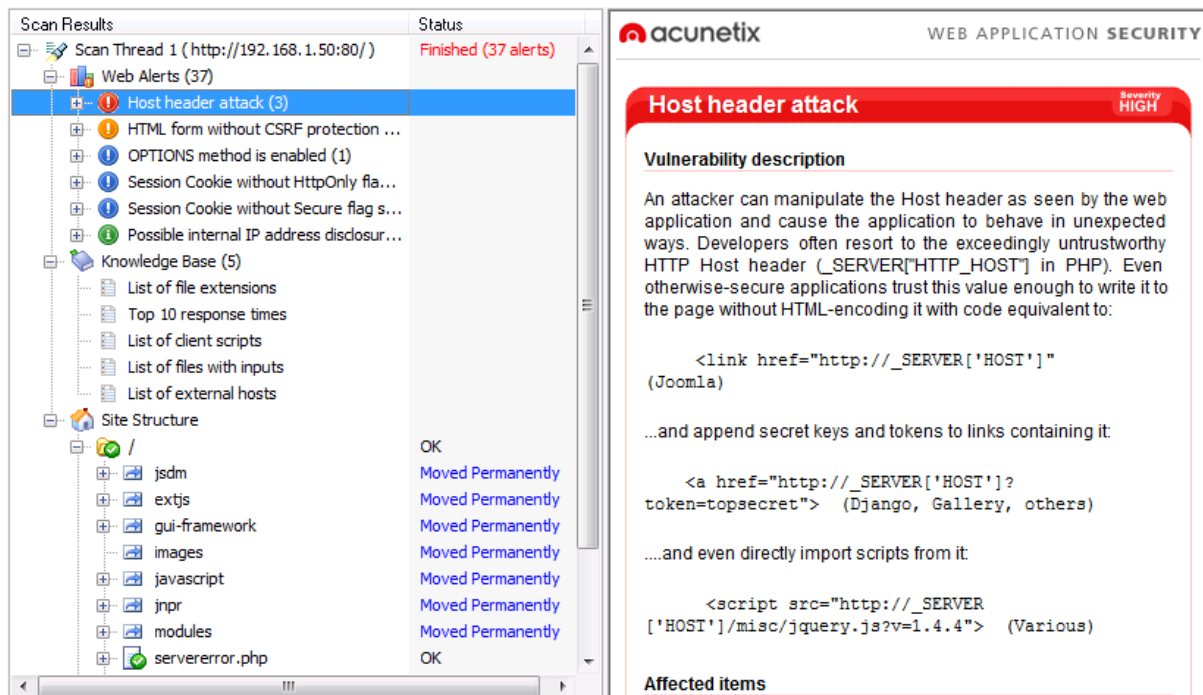 Scan Results Status
Scan Thread 1 ( http://192.168.1.50:80/ ) Finished (37 alerts)
Web Alerts (37)
Host header attack (3)
HTML form without CSRF protection ...
OPTIONS method is enabled (1)
Session Cookie without HttpOnly fla...
Session Cookie without Secure flag s...
Possible internal IP address disclosur...
Knowledge Base (5)
List of file extensions
Top 10 response times
List of client scripts
List of files with inputs
List of external hosts
Site Structure
/ OK
jsdm Moved Permanently
extjs Moved Permanently
gui-framework Moved Permanently
images Moved Permanently
javascript Moved Permanently
jnpr Moved Permanently
modules Moved Permanently
servererror.php OK
acunetix WEB APPLICATION SECURITY
Host header attack Severity HIGH
Vulnerability description
An attacker can manipulate the Host header as seen by the web
application and cause the application to behave in unexpected
ways. Developers often resort to the exceedingly untrustworthy
HTTP Host header (_SERVER["HTTP_HOST"] in PHP). Even
otherwise-secure applications trust this value enough to write it to
the page without HTML-encoding it with code equivalent to:
<link href="http://_SERVER['HOST']"
(Joomla)
...and append secret keys and tokens to links containing it:
<a href="http://_SERVER['HOST']?
token=topsecret"> (Django, Gallery, others)
....and even directly import scripts from it:
<script src="http://_SERVER
['HOST']/misc/jquery.js?v=1.4.4"> (Various)
Affected items